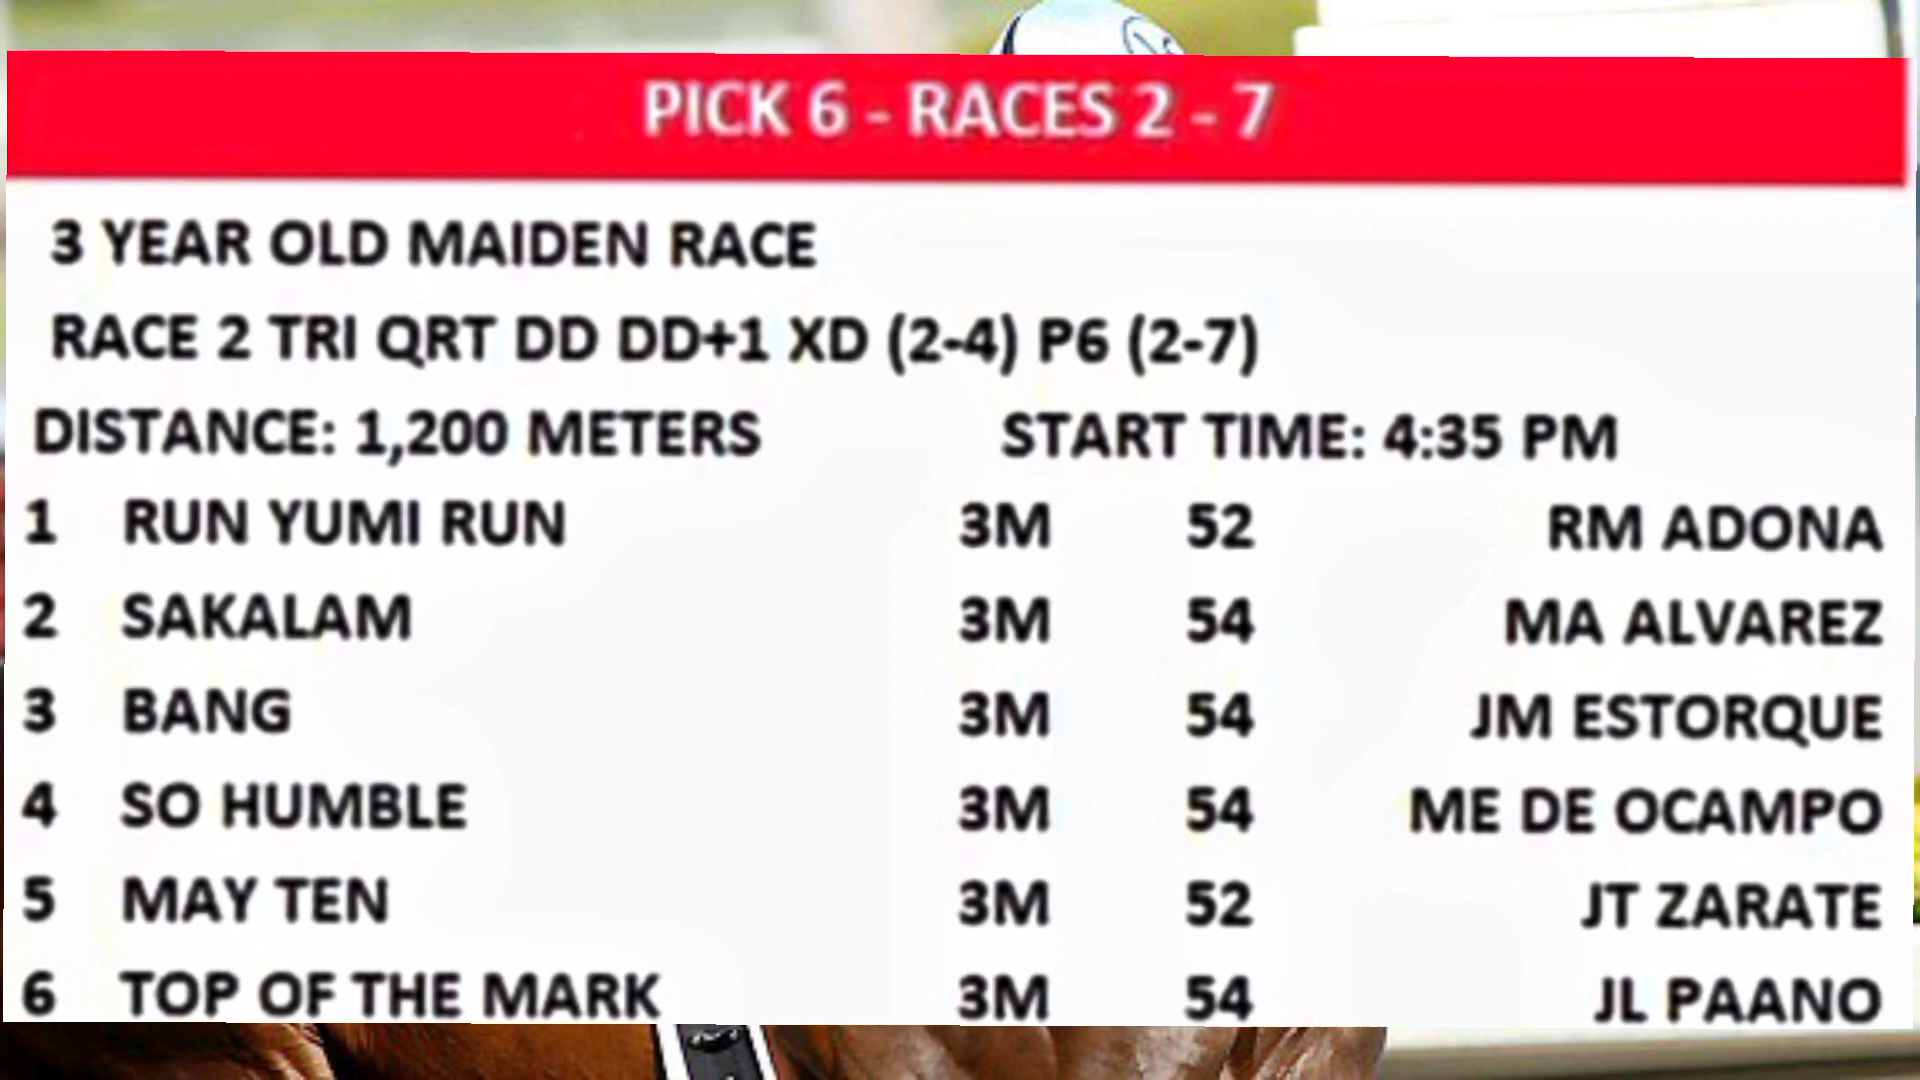 PICK 6 - RACES 2 - 7
3 YEAR OLD MAIDEN RACE
RACE 2 TRI QRT DD DD+1 XD (2-4) P6 (2-7)
DISTANCE: 1,200 METERS START TIME: 4:35 PM
1 RUN YUMI RUN 3M 52 RM ADONA
2 SAKALAM 3M 54 MA ALVAREZ
3 BANG 3M 54 JM ESTORQUE
4 SO HUMBLE 3M 54 ME DE OCAMPO
5 MAY TEN 3M 52 JT ZARATE
6 TOP OF THE MARK 3M 54 JL PAANO